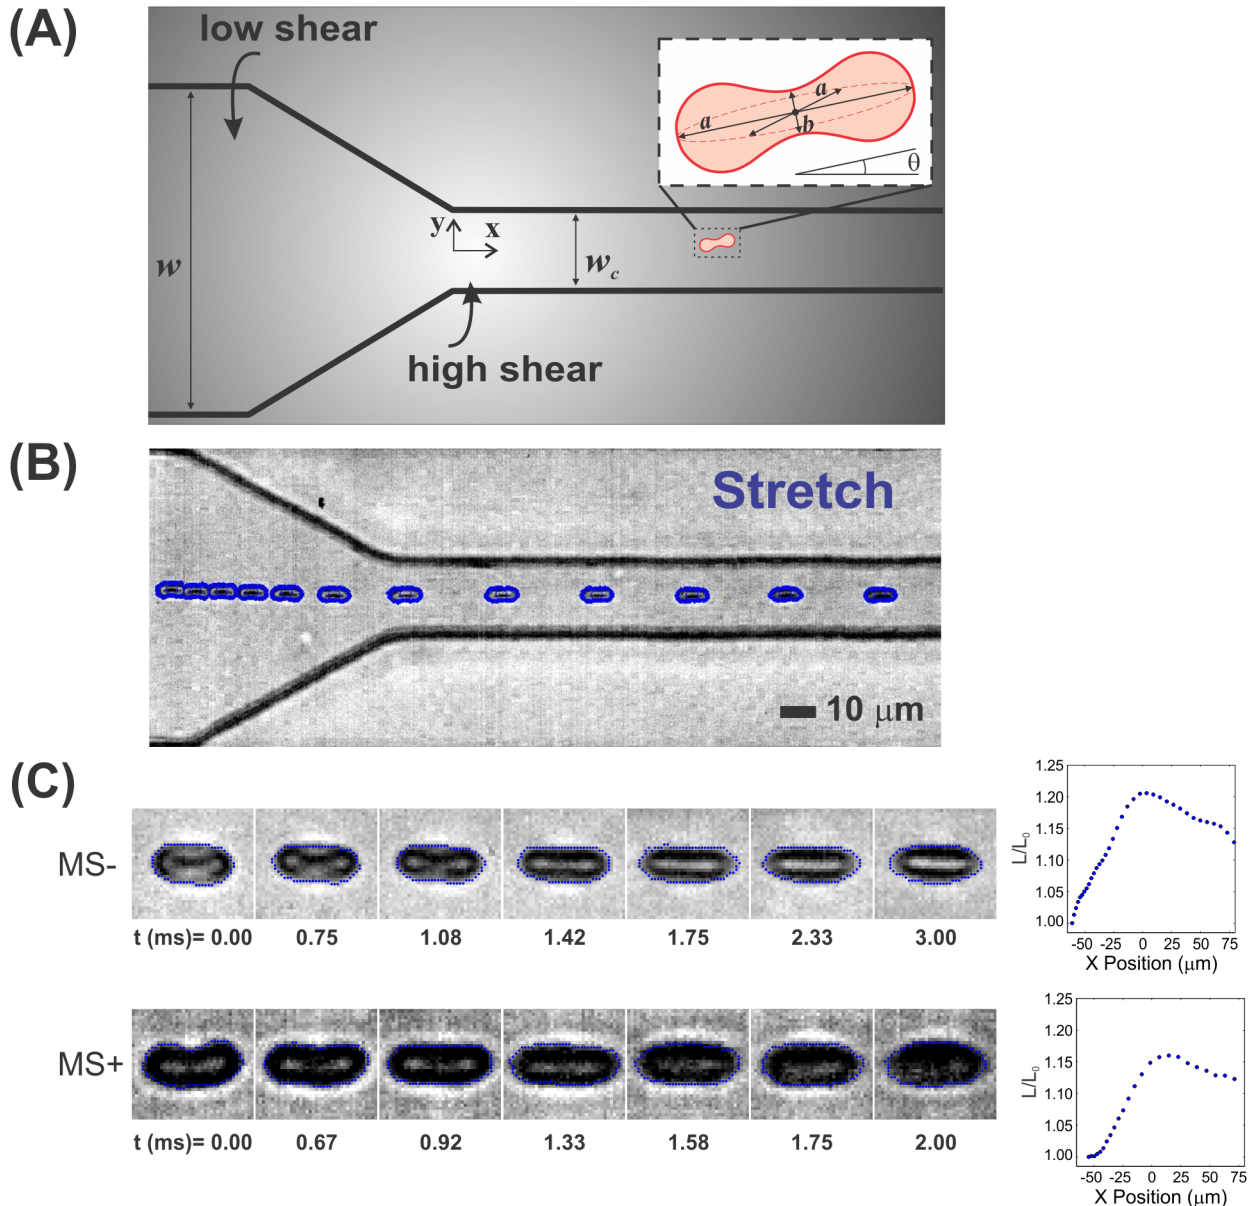 (A)
low shear
a
a
b
θ
y
x
w
w_c
high shear
(B)
Stretch
10 μm
(C)
MS-
t (ms)= 0.00 0.75 1.08 1.42 1.75 2.33 3.00
1.25
1.20
1.15
1.10
1.05
1.00
L/L₀
-50 -25 0 25 50 75
X Position (μm)
MS+
t (ms)= 0.00 0.67 0.92 1.33 1.58 1.75 2.00
1.25
1.20
1.15
1.10
1.05
1.00
L/L₀
-50 -25 0 25 50 75
X Position (μm)